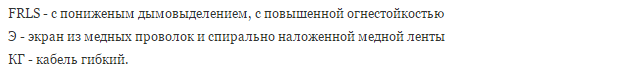 FRLS - с пониженым дымовыделением, с повышенной огнестойкостью
Э - экран из медных проволок и спирально наложенной медной ленты
КГ - кабель гибкий.